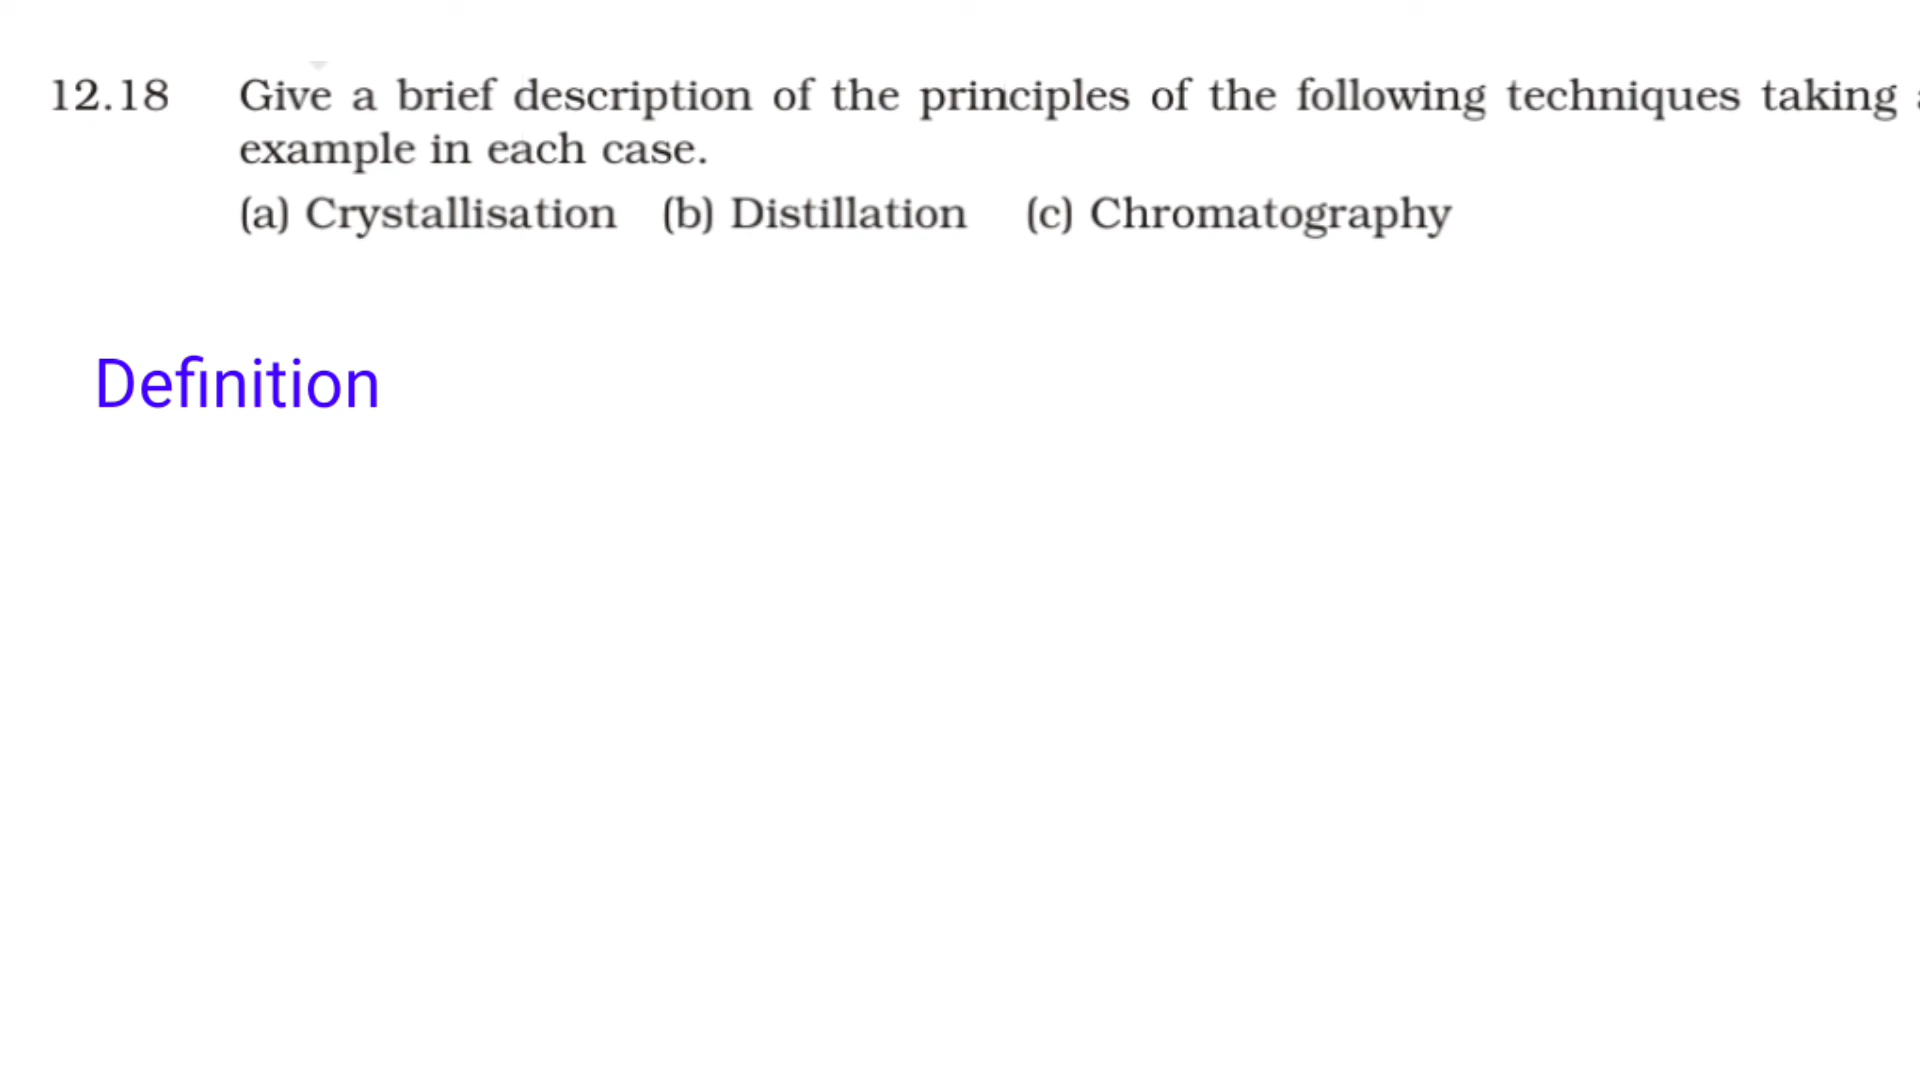 12.18 Give a brief description of the principles of the following techniques taking
example in each case.
(a) Crystallisation (b) Distillation (c) Chromatography
Definition